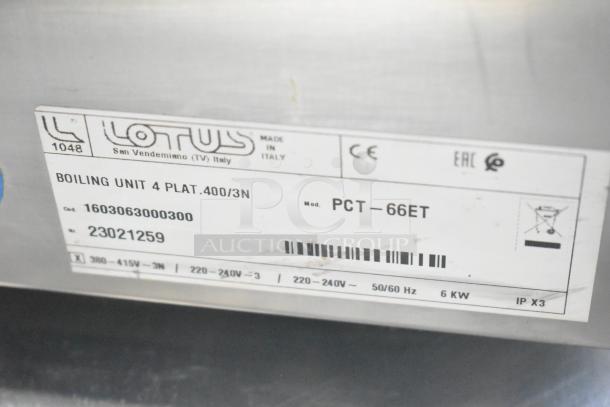 L
1048
LOTUS
San Vendemiano (TV) Italy
MADE
IN
ITALY
CE
EAC
BOILING UNIT 4 PLAT.400/3N
Mod. PCT-66ET
Cod. 1603063000300
Nr. 23021259
PCI
AUCTION GROUP
X 380-415V-3N / 220-240V-3 / 220-240V~ 50/60 Hz 6 KW IP X3